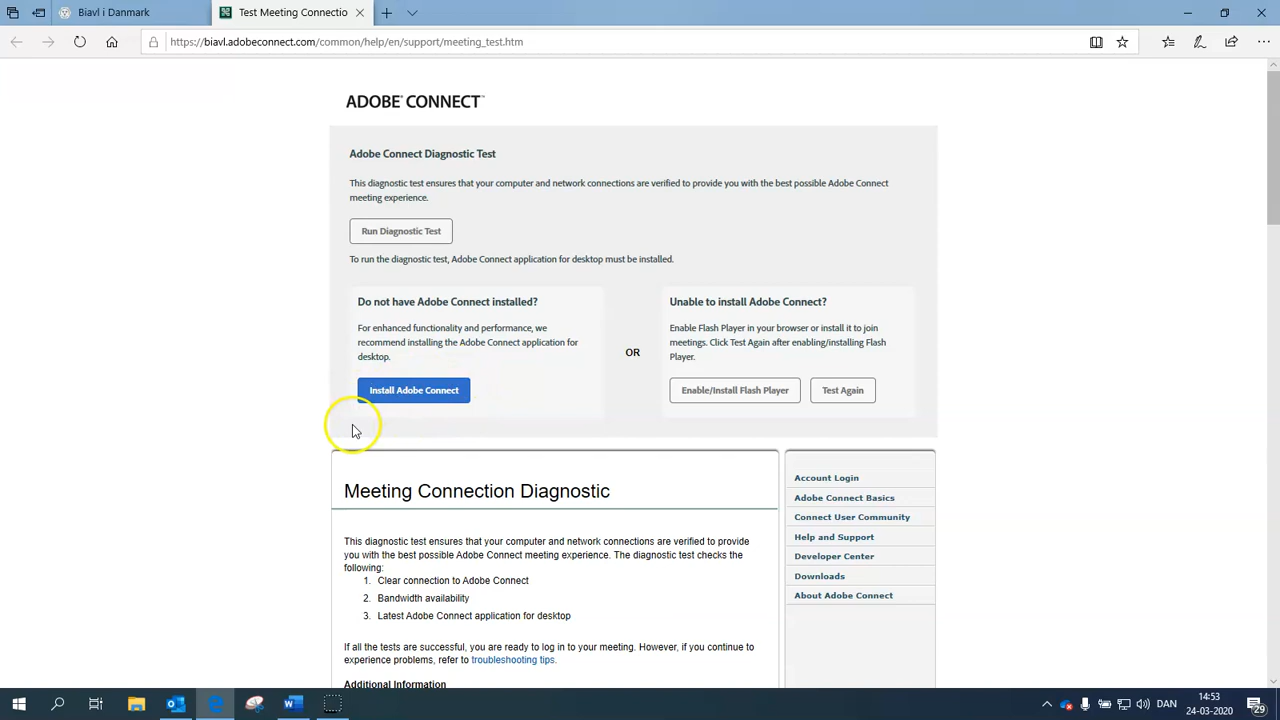 Biavl i Danmark
Test Meeting Connectio
https://biavl.adobeconnect.com/common/help/en/support/meeting_test.htm
ADOBE® CONNECT™
Adobe Connect Diagnostic Test
This diagnostic test ensures that your computer and network connections are verified to provide you with the best possible Adobe Connect
meeting experience.
Run Diagnostic Test
To run the diagnostic test, Adobe Connect application for desktop must be installed.
Do not have Adobe Connect installed?
For enhanced functionality and performance, we
recommend installing the Adobe Connect application for
desktop.
Install Adobe Connect
OR
Unable to install Adobe Connect?
Enable Flash Player in your browser or install it to join
meetings. Click Test Again after enabling/installing Flash
Player.
Enable/Install Flash Player
Test Again
Meeting Connection Diagnostic
This diagnostic test ensures that your computer and network connections are verified to provide
you with the best possible Adobe Connect meeting experience. The diagnostic test checks the
following:
1. Clear connection to Adobe Connect
2. Bandwidth availability
3. Latest Adobe Connect application for desktop
If all the tests are successful, you are ready to log in to your meeting. However, if you continue to
experience problems, refer to troubleshooting tips.
Additional Information
Account Login
Adobe Connect Basics
Connect User Community
Help and Support
Developer Center
Downloads
About Adobe Connect
DAN
14:53
24-03-2020
29